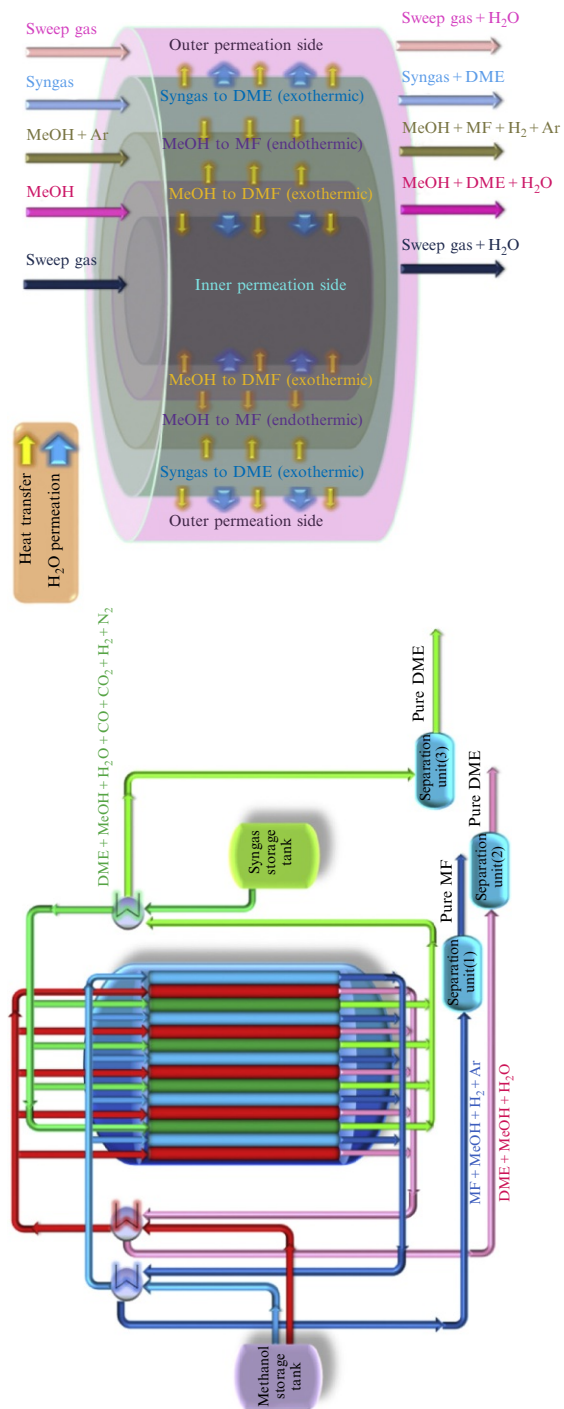 Sweep gas
Syngas
MeOH + Ar
MeOH
Sweep gas
Outer permeation side
Syngas to DME (exothermic)
MeOH to MF (endothermic)
MeOH to DMF (exothermic)
Inner permeation side
MeOH to DMF (exothermic)
MeOH to MF (endothermic)
Syngas to DME (exothermic)
Outer permeation side
Sweep gas + H₂O
Syngas + DME
MeOH + MF + H₂ + Ar
MeOH + DME + H₂O
Sweep gas + H₂O
Heat transfer
H₂O permeation
DME + MeOH + H₂O + CO + CO₂ + H₂ + N₂
Syngas
storage
tank
Separation
unit(3)
Pure DME
Separation
unit(2)
Pure DME
Separation
unit(1)
Pure MF
MF + MeOH + H₂ + Ar
DME + MeOH + H₂O
Methanol
storage
tank